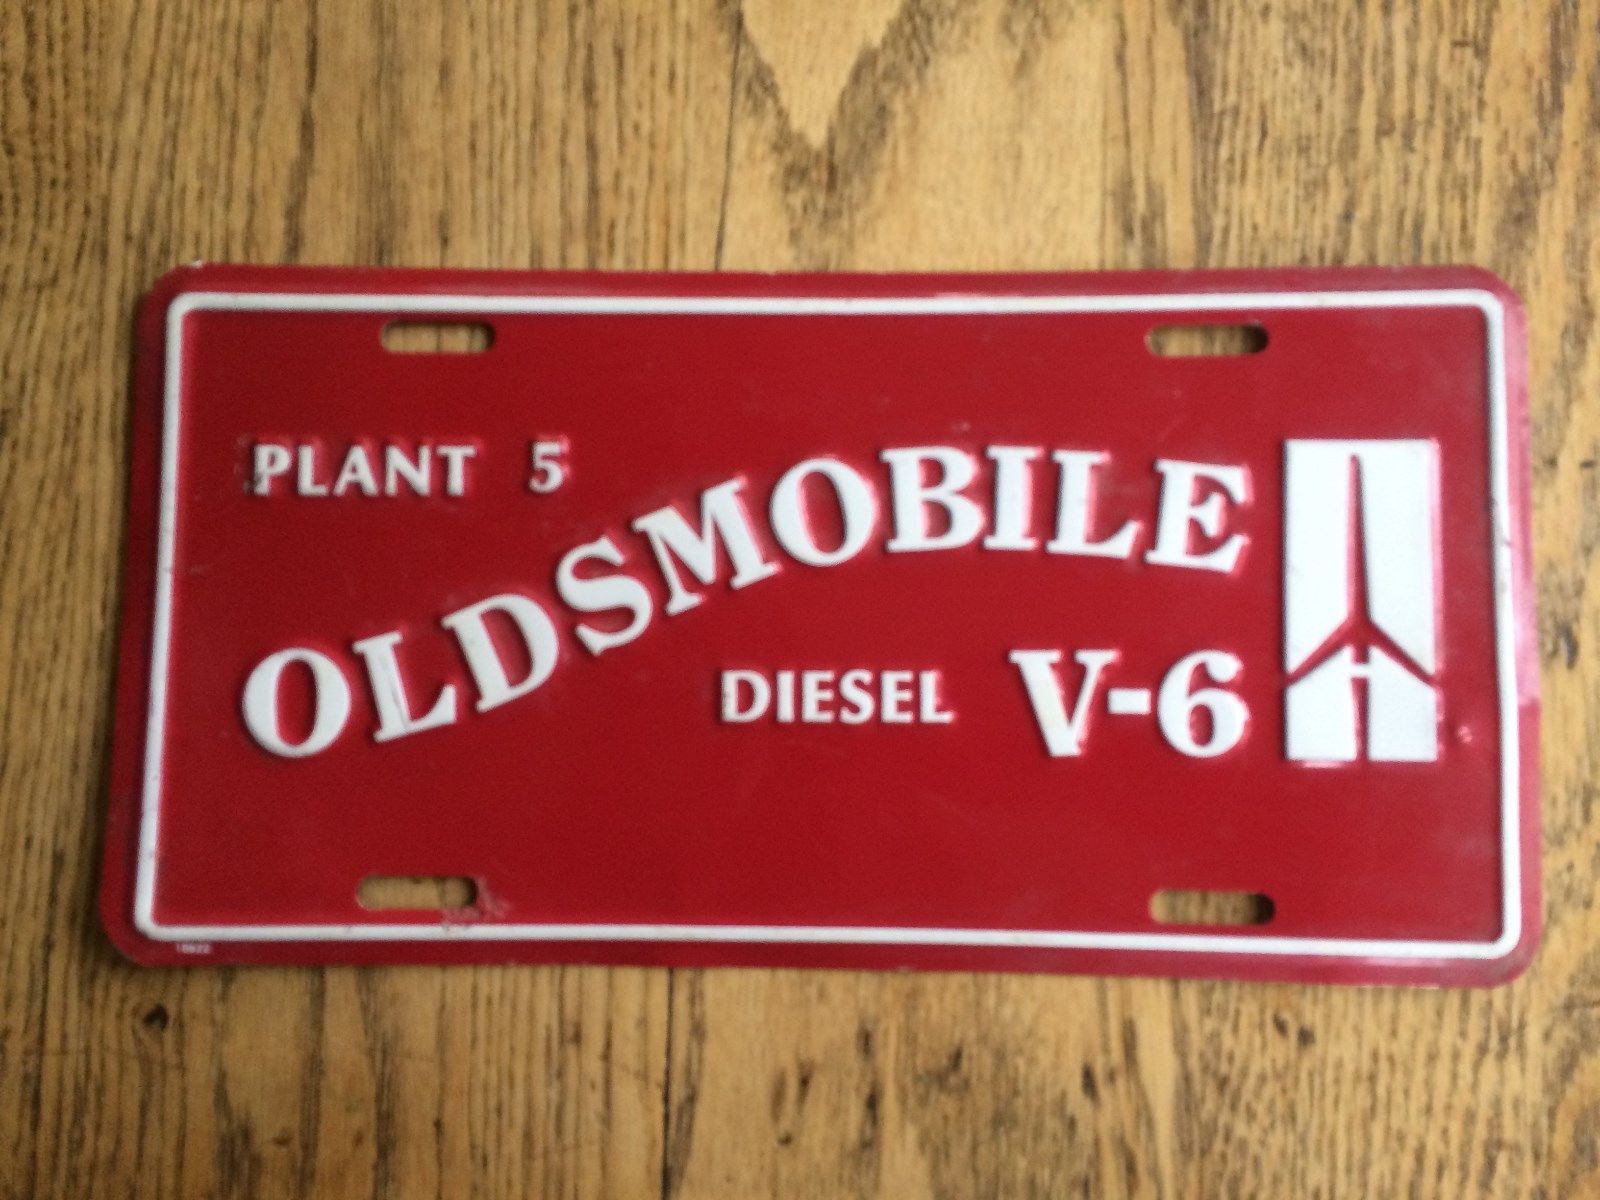 PLANT 5
OLDSMOBILE
DIESEL V-6